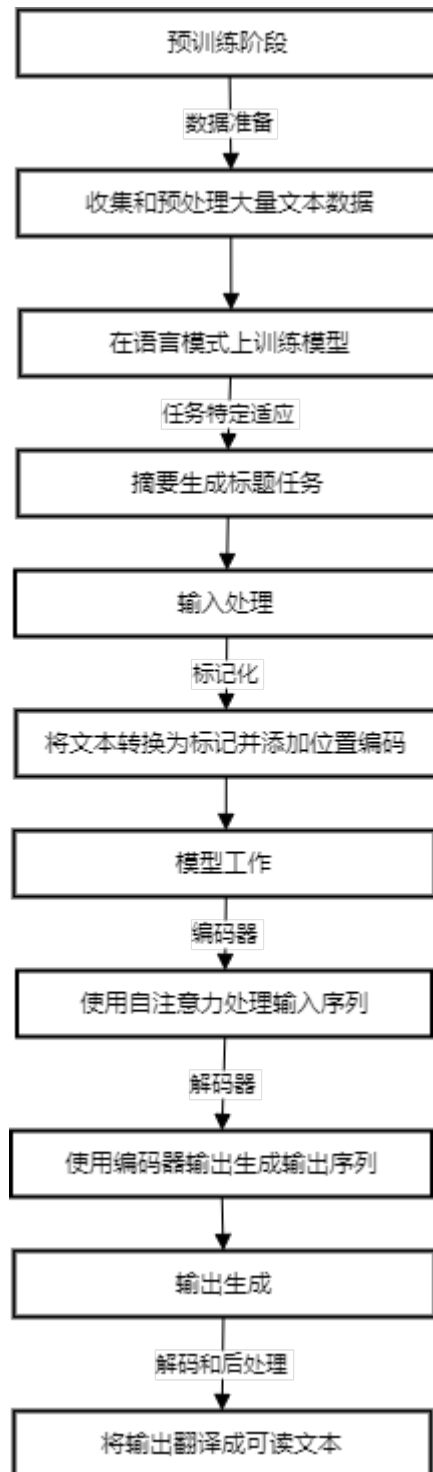 预训练阶段
数据准备
收集和预处理大量文本数据
在语言模式上训练模型
任务特定适应
摘要生成标题任务
输入处理
标记化
将文本转换为标记并添加位置编码
模型工作
编码器
使用自注意力处理输入序列
解码器
使用编码器输出生成输出序列
输出生成
解码和后处理
将输出翻译成可读文本